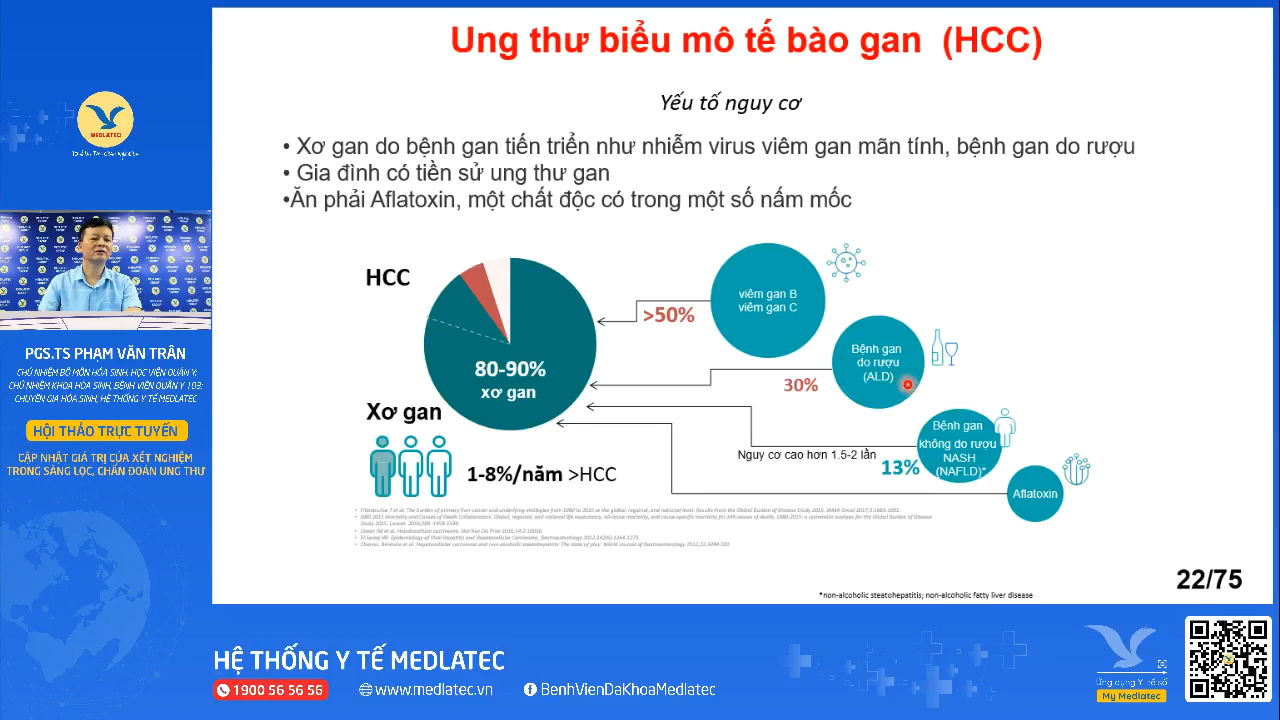 Ung thư biểu mô tế bào gan (HCC)
Yếu tố nguy cơ
• Xơ gan do bệnh gan tiến triển như nhiễm virus viêm gan mãn tính, bệnh gan do rượu
• Gia đình có tiền sử ung thư gan
•Ăn phải Aflatoxin, một chất độc có trong một số nấm mốc
MEDLATEC
HCC
80-90%
xơ gan
Xơ gan
1-8%/năm >HCC
>50%
viêm gan B
viêm gan C
30%
Bệnh gan
do rượu
(ALD)
Nguy cơ cao hơn 1.5-2 lần
13%
Bệnh gan
không do rượu
NASH
(NAFLD)*
Aflatoxin
22/75
*non-alcoholic steatohepatitis; non-alcoholic fatty liver disease
PGS.TS PHẠM VĂN TRÂN
CHỦ NHIỆM BỘ MÔN HÓA SINH, HỌC VIỆN QUÂN Y;
CHỦ NHIỆM KHOA HÓA SINH, BỆNH VIỆN QUÂN Y 103;
CHUYÊN GIA HÓA SINH, HỆ THỐNG Y TẾ MEDLATEC
HỘI THẢO TRỰC TUYẾN
CẬP NHẬT GIÁ TRỊ CỦA XÉT NGHIỆM
TRONG SÀNG LỌC, CHẨN ĐOÁN UNG THƯ
HỆ THỐNG Y TẾ MEDLATEC
1900 56 56 56
www.medlatec.vn
BenhVienDaKhoaMedlatec
Ứng dụng Y tế số
My Medlatec